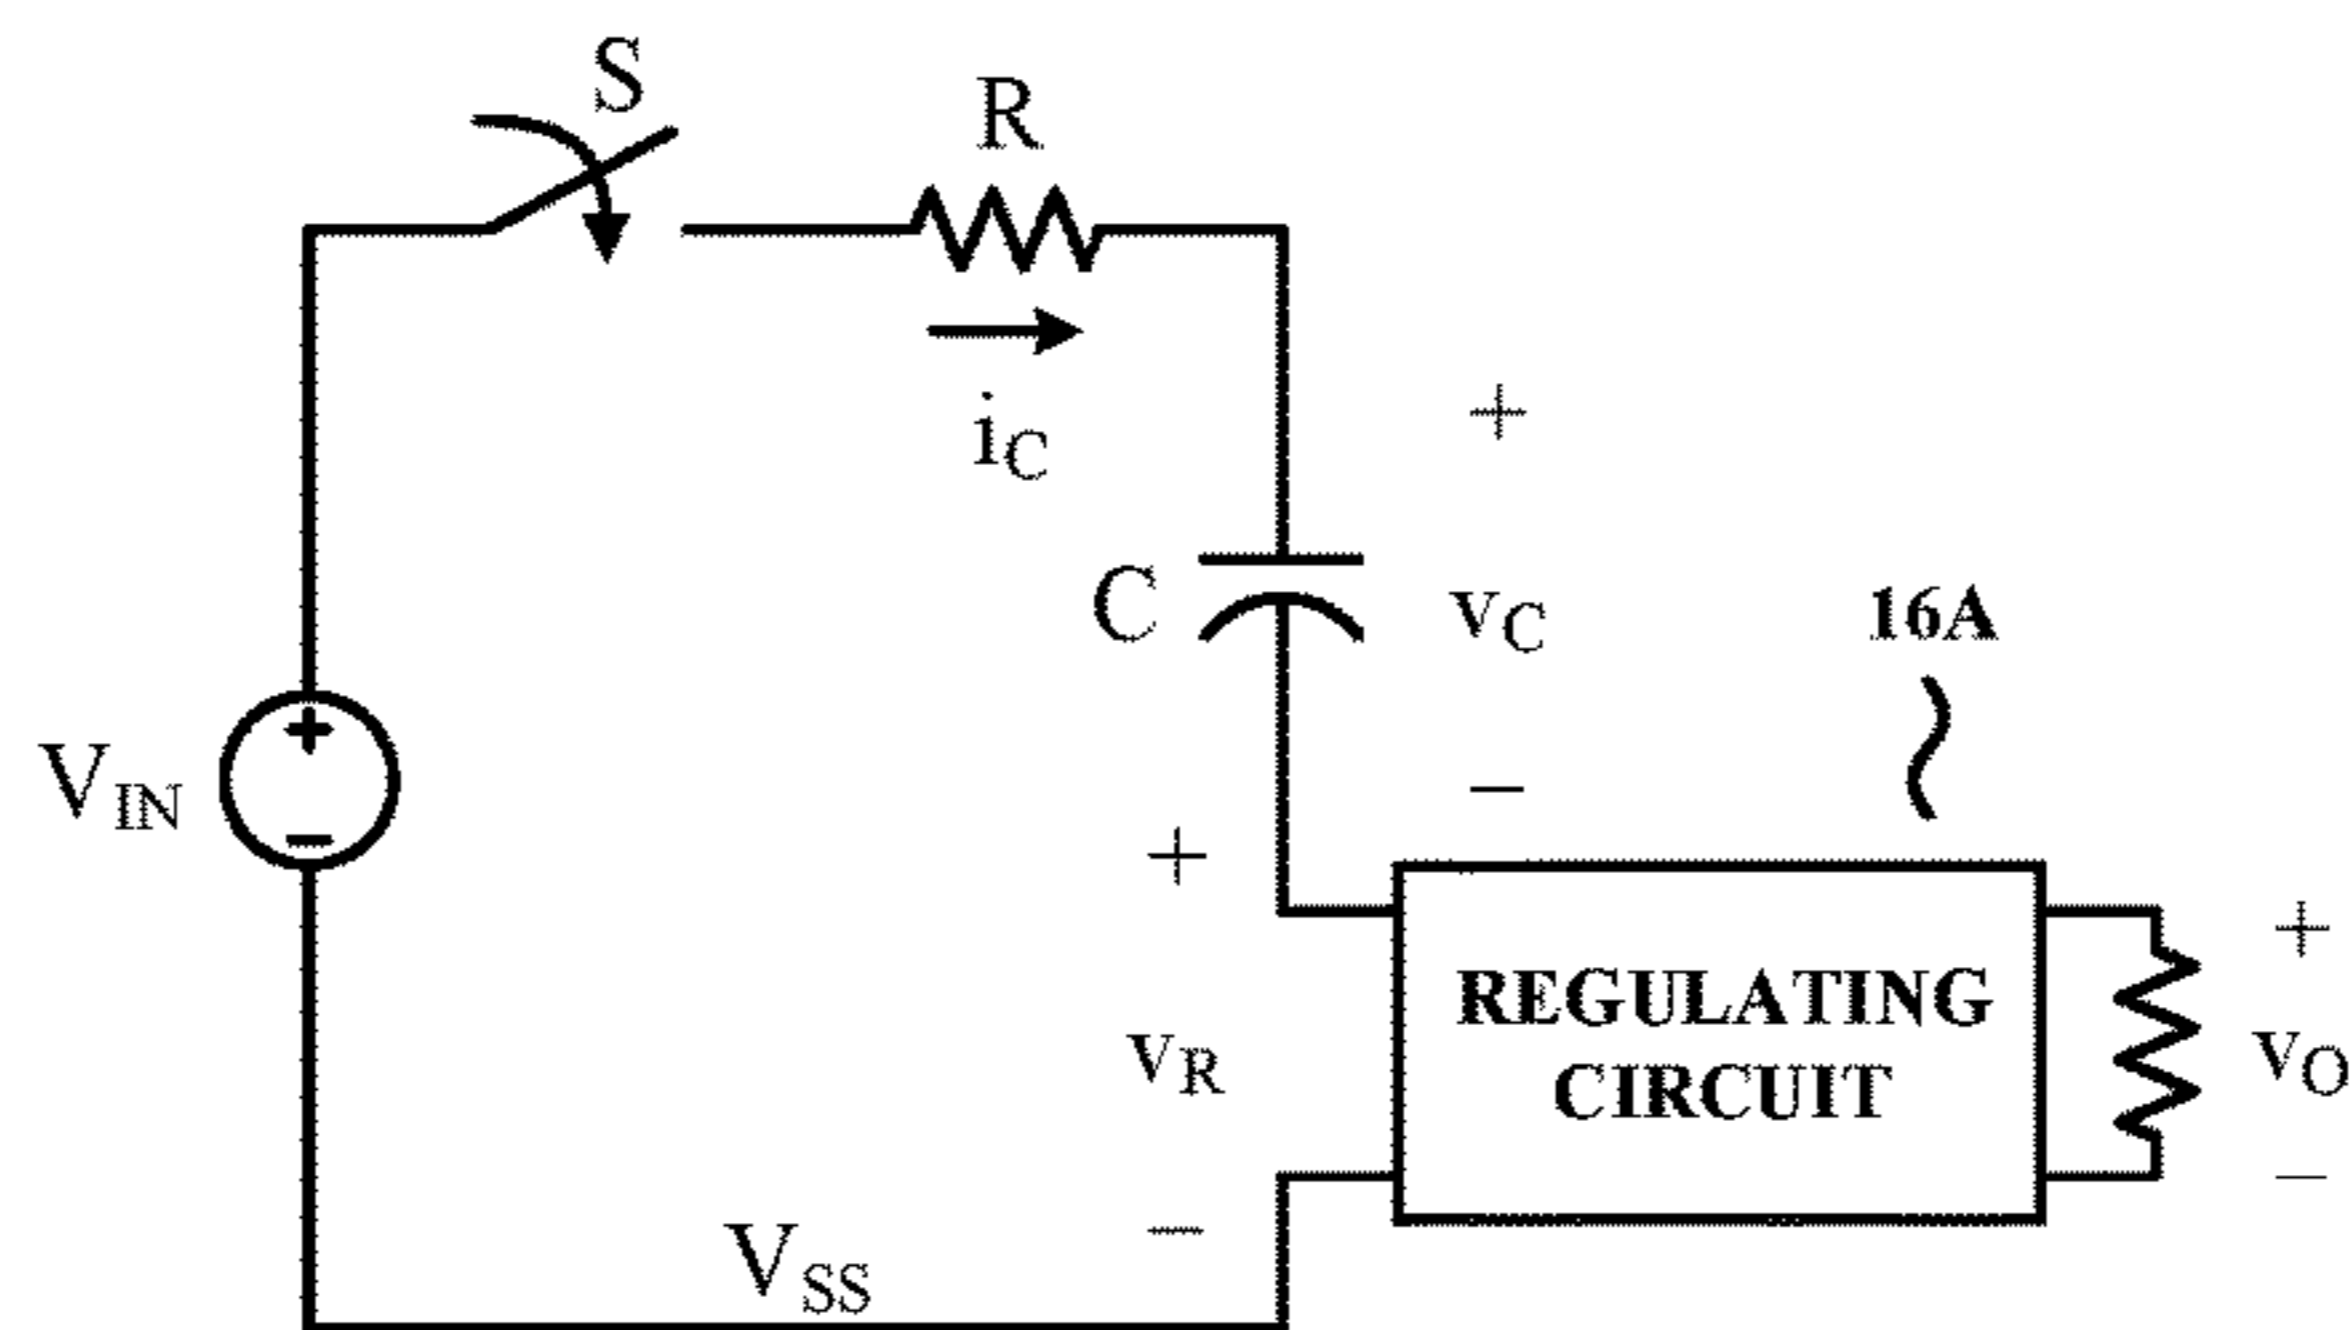 S
R
iC
+
C
vC
16A
−
VIN
+
−
+
vR
−
REGULATING
CIRCUIT
+
vO
−
VSS